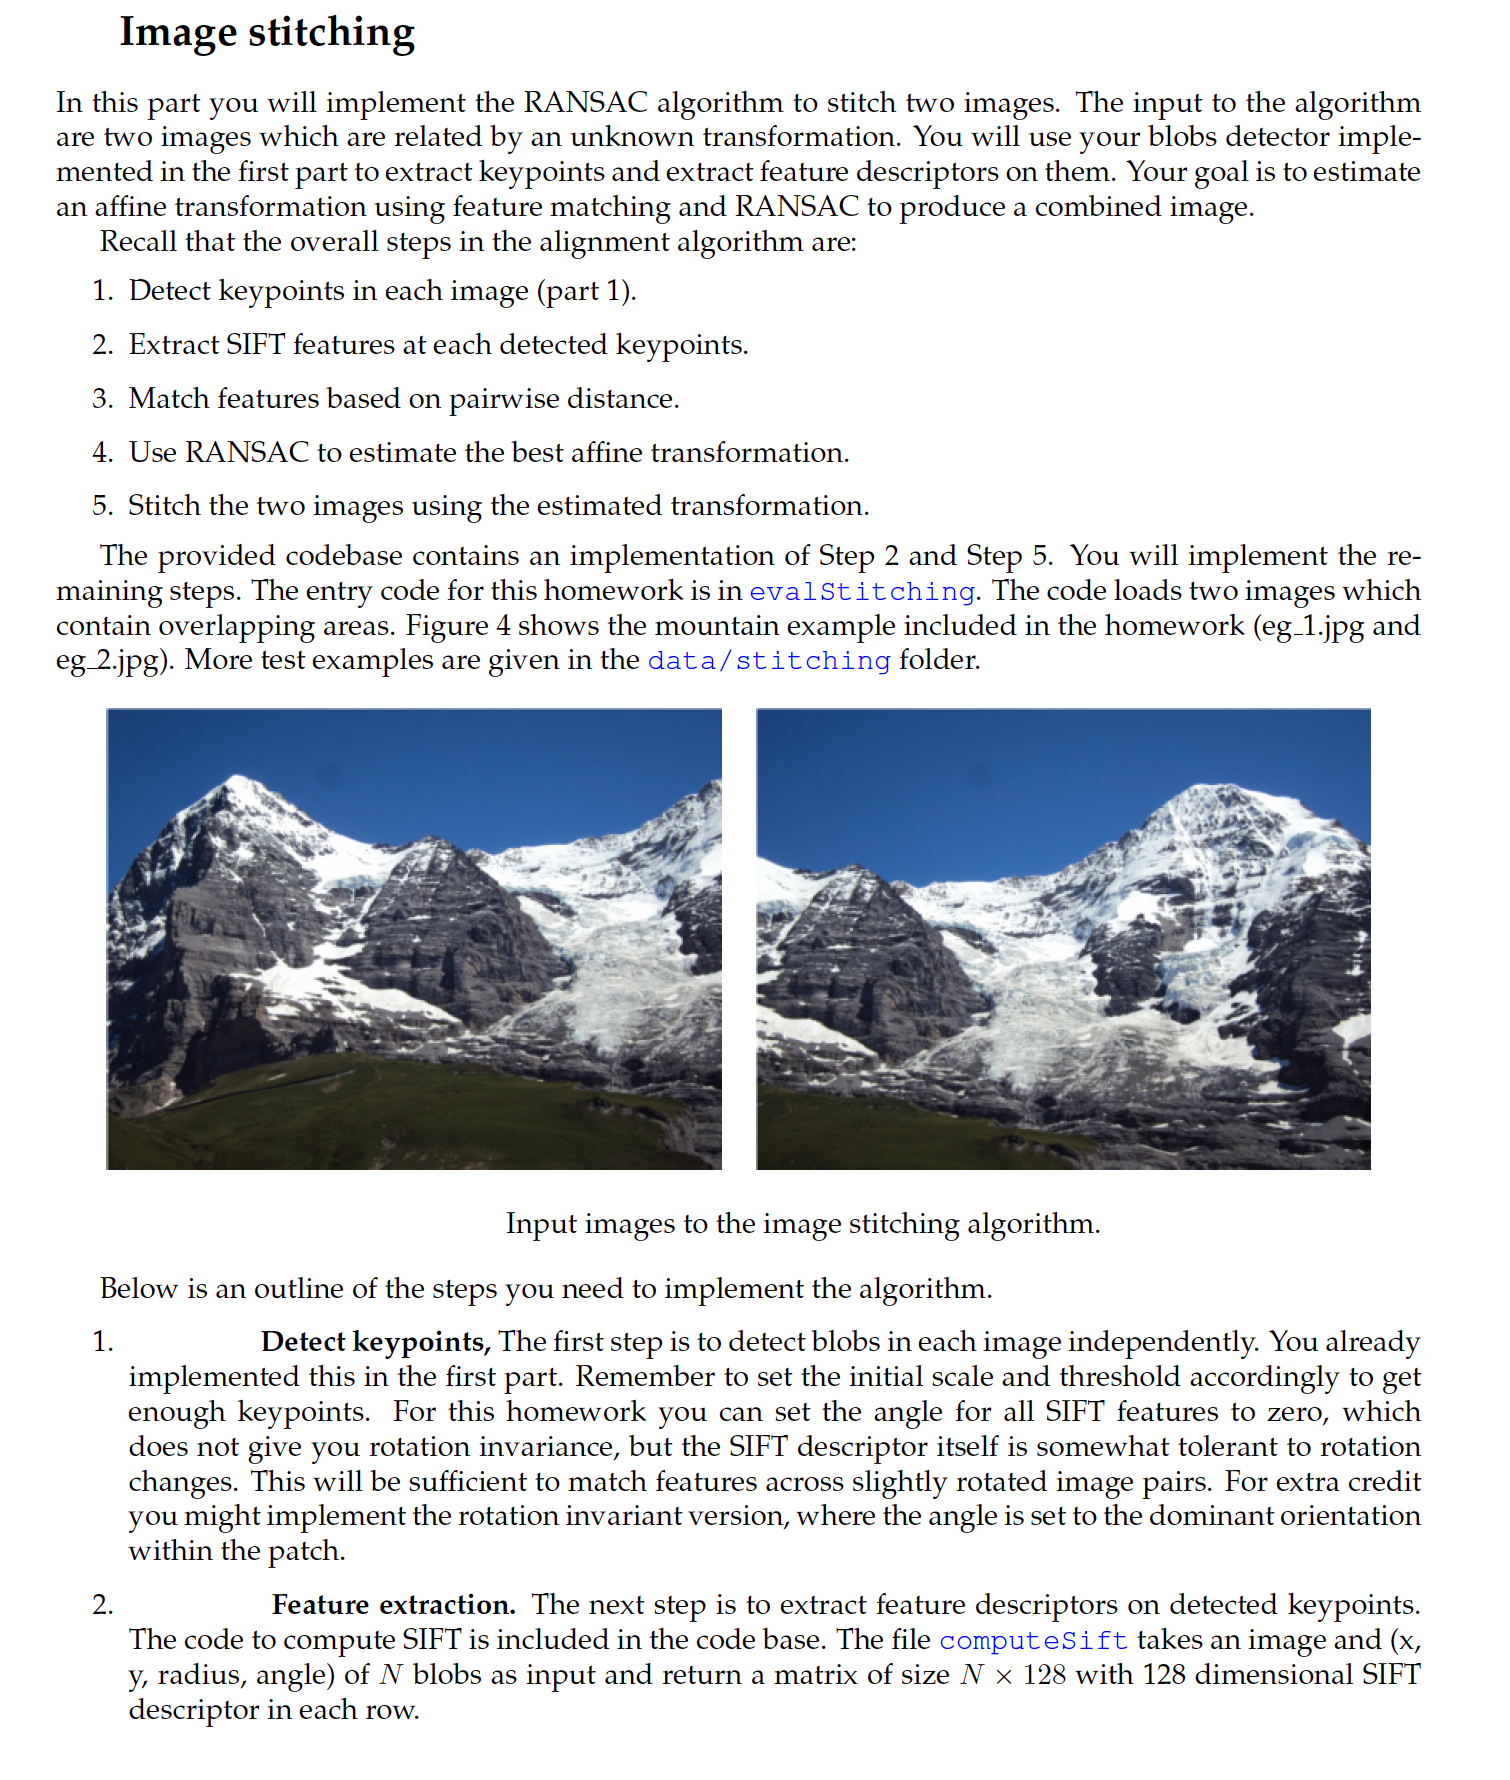 Image stitching
In this part you will implement the RANSAC algorithm to stitch two images. The input to the algorithm
are two images which are related by an unknown transformation. You will use your blobs detector imple-
mented in the first part to extract keypoints and extract feature descriptors on them. Your goal is to estimate
an affine transformation using feature matching and RANSAC to produce a combined image.
Recall that the overall steps in the alignment algorithm are:
1. Detect keypoints in each image (part 1).
2. Extract SIFT features at each detected keypoints.
3. Match features based on pairwise distance.
4. Use RANSAC to estimate the best affine transformation.
5. Stitch the two images using the estimated transformation.
The provided codebase contains an implementation of Step 2 and Step 5. You will implement the re-
maining steps. The entry code for this homework is in evalStitching. The code loads two images which
contain overlapping areas. Figure 4 shows the mountain example included in the homework (eg_1.jpg and
eg_2.jpg). More test examples are given in the data/stitching folder.
Input images to the image stitching algorithm.
Below is an outline of the steps you need to implement the algorithm.
1. Detect keypoints, The first step is to detect blobs in each image independently. You already
implemented this in the first part. Remember to set the initial scale and threshold accordingly to get
enough keypoints. For this homework you can set the angle for all SIFT features to zero, which
does not give you rotation invariance, but the SIFT descriptor itself is somewhat tolerant to rotation
changes. This will be sufficient to match features across slightly rotated image pairs. For extra credit
you might implement the rotation invariant version, where the angle is set to the dominant orientation
within the patch.
2. Feature extraction. The next step is to extract feature descriptors on detected keypoints.
The code to compute SIFT is included in the code base. The file computeSift takes an image and (x,
y, radius, angle) of N blobs as input and return a matrix of size N × 128 with 128 dimensional SIFT
descriptor in each row.